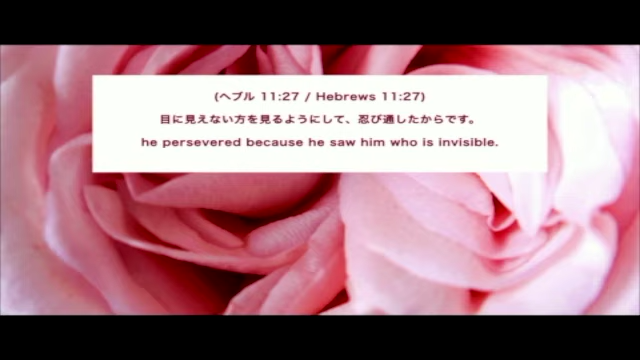 (ヘブル 11:27 / Hebrews 11:27)
目に見えない方を見るようにして、忍び通したからです。
he persevered because he saw him who is invisible.